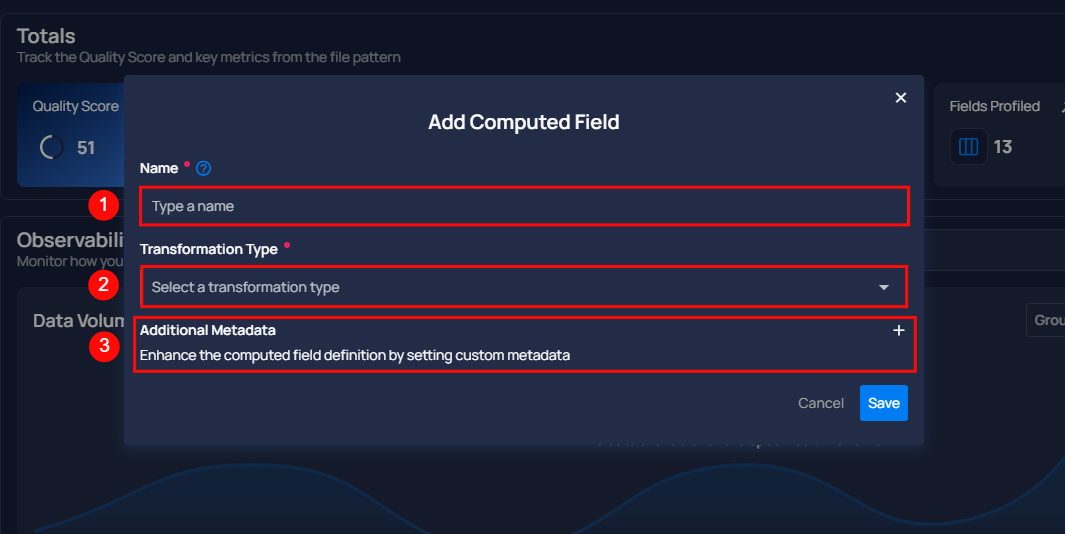 Totals
Track the Quality Score and key metrics from the file pattern
Quality Score
51
Fields Profiled
13
Add Computed Field
Name
1
Type a name
Observabili
Monitor how you
Transformation Type
2
Select a transformation type
Data Volum
Grou
3
Additional Metadata
Enhance the computed field definition by setting custom metadata
Cancel
Save